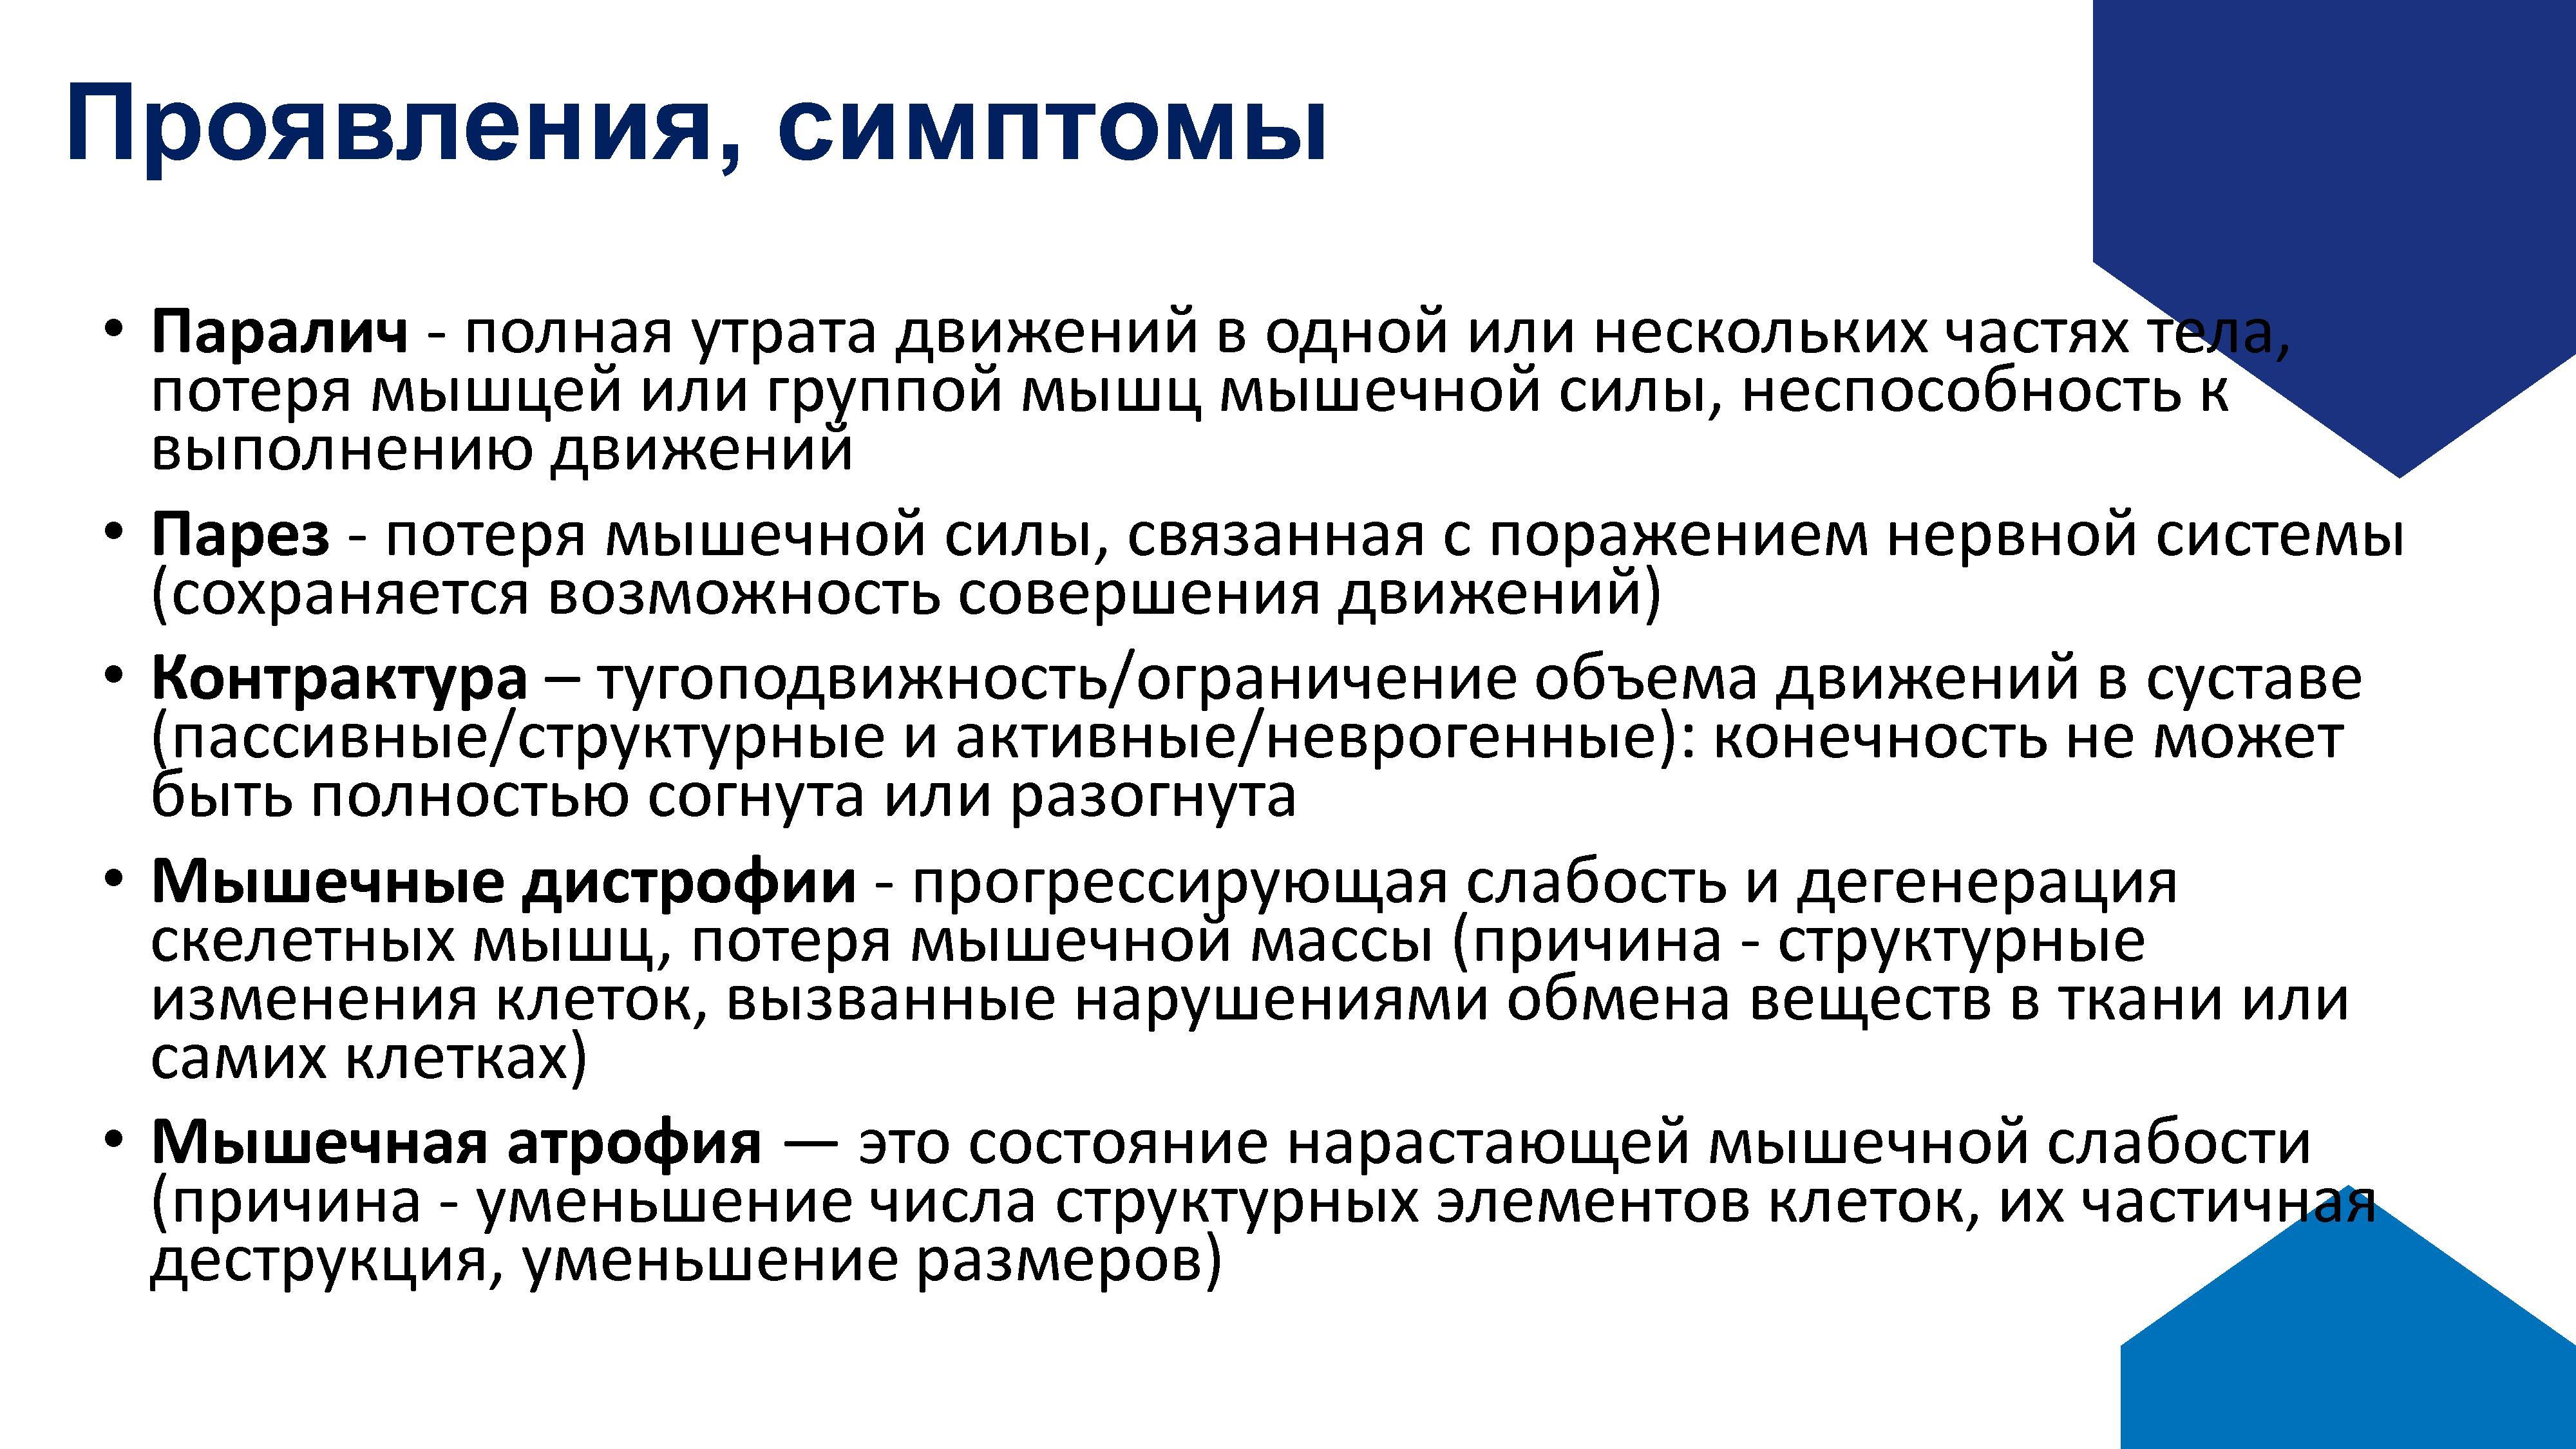 Проявления, симптомы
• Паралич - полная утрата движений в одной или нескольких частях тела,
потеря мышцей или группой мышц мышечной силы, неспособность к
выполнению движений
• Парез - потеря мышечной силы, связанная с поражением нервной системы
(сохраняется возможность совершения движений)
• Контрактура – тугоподвижность/ограничение объема движений в суставе
(пассивные/структурные и активные/неврогенные): конечность не может
быть полностью согнута или разогнута
• Мышечные дистрофии - прогрессирующая слабость и дегенерация
скелетных мышц, потеря мышечной массы (причина - структурные
изменения клеток, вызванные нарушениями обмена веществ в ткани или
самих клетках)
• Мышечная атрофия — это состояние нарастающей мышечной слабости
(причина - уменьшение числа структурных элементов клеток, их частичная
деструкция, уменьшение размеров)